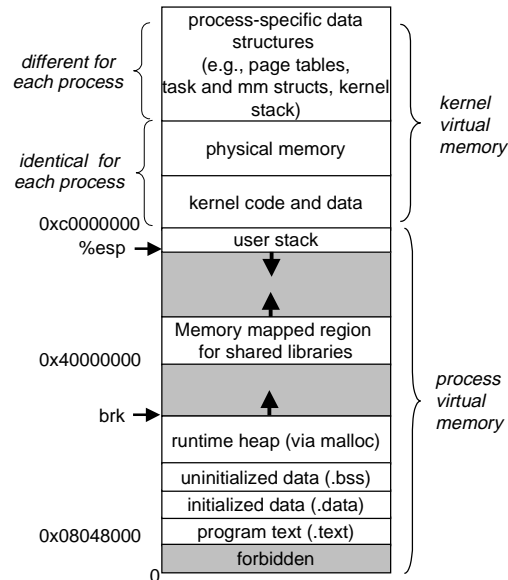 process-specific data
structures
(e.g., page tables,
task and mm structs, kernel
stack)
different for
each process
kernel
virtual
memory
physical memory
identical for
each process
kernel code and data
0xc0000000
user stack
%esp
Memory mapped region
for shared libraries
0x40000000
process
virtual
memory
brk
runtime heap (via malloc)
uninitialized data (.bss)
initialized data (.data)
program text (.text)
0x08048000
forbidden
0